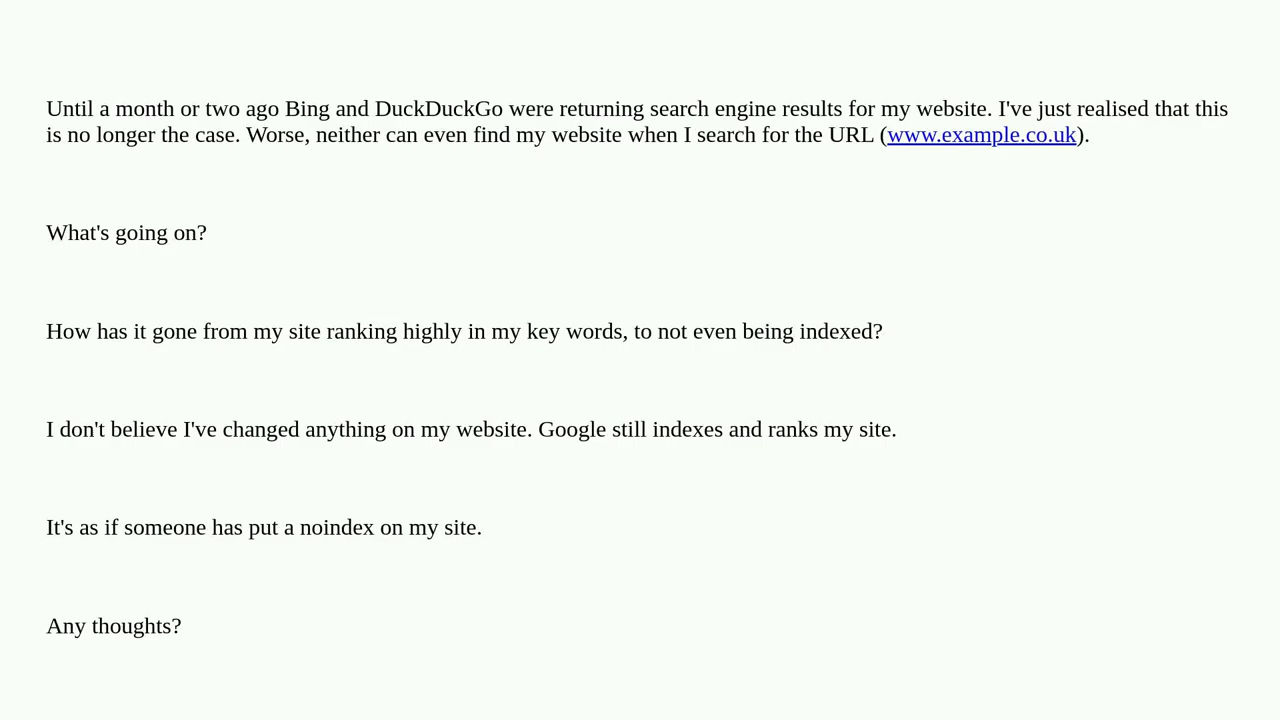 Until a month or two ago Bing and DuckDuckGo were returning search engine results for my website. I've just realised that this
is no longer the case. Worse, neither can even find my website when I search for the URL (www.example.co.uk).
What's going on?
How has it gone from my site ranking highly in my key words, to not even being indexed?
I don't believe I've changed anything on my website. Google still indexes and ranks my site.
It's as if someone has put a noindex on my site.
Any thoughts?